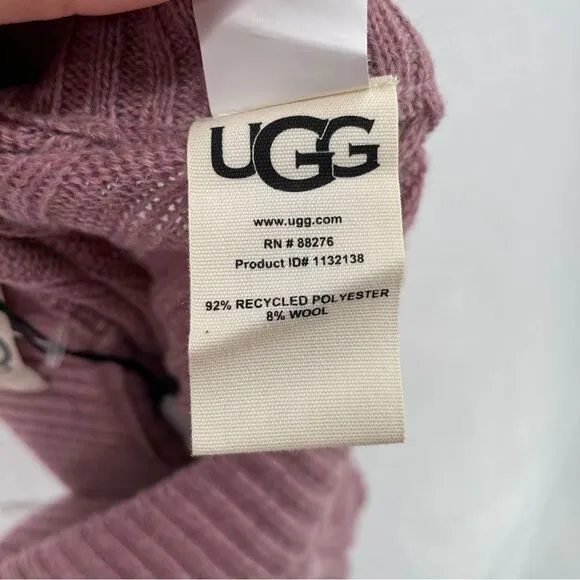 UGG
www.ugg.com
RN # 88276
Product ID# 1132138
92% RECYCLED POLYESTER
8% WOOL